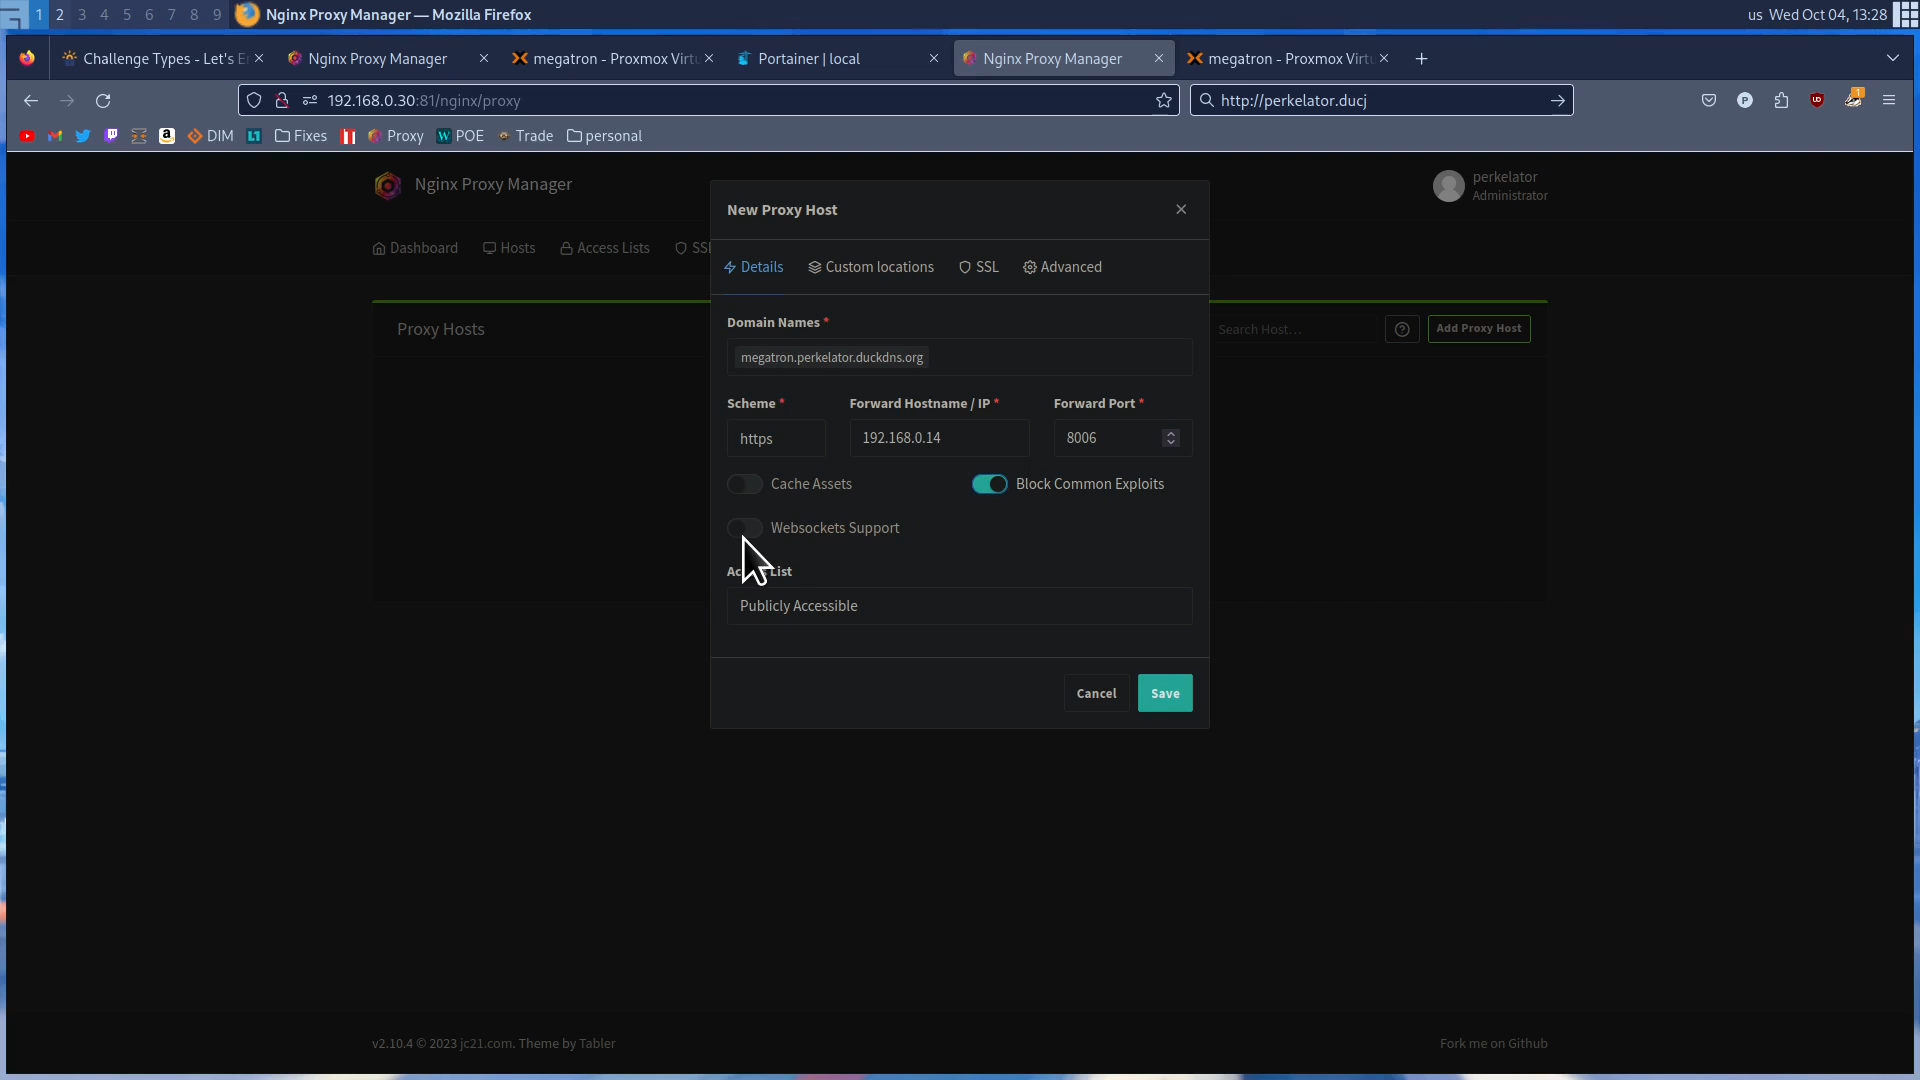 1 2 3 4 5 6 7 8 9 Nginx Proxy Manager — Mozilla Firefox us Wed Oct 04, 13:28
Challenge Types - Let's E Nginx Proxy Manager megatron - Proxmox Virtu Portainer | local Nginx Proxy Manager megatron - Proxmox Virtu
192.168.0.30:81/nginx/proxy http://perkelator.ducj
DIM Fixes Proxy POE Trade personal
Nginx Proxy Manager
perkelator
Administrator
Dashboard Hosts Access Lists SSL
Proxy Hosts
Search Host…
Add Proxy Host
New Proxy Host
Details Custom locations SSL Advanced
Domain Names *
megatron.perkelator.duckdns.org
Scheme * Forward Hostname / IP * Forward Port *
https 192.168.0.14 8006
Cache Assets Block Common Exploits
Websockets Support
List
Publicly Accessible
Cancel Save
v2.10.4 © 2023 jc21.com. Theme by Tabler
Fork me on Github